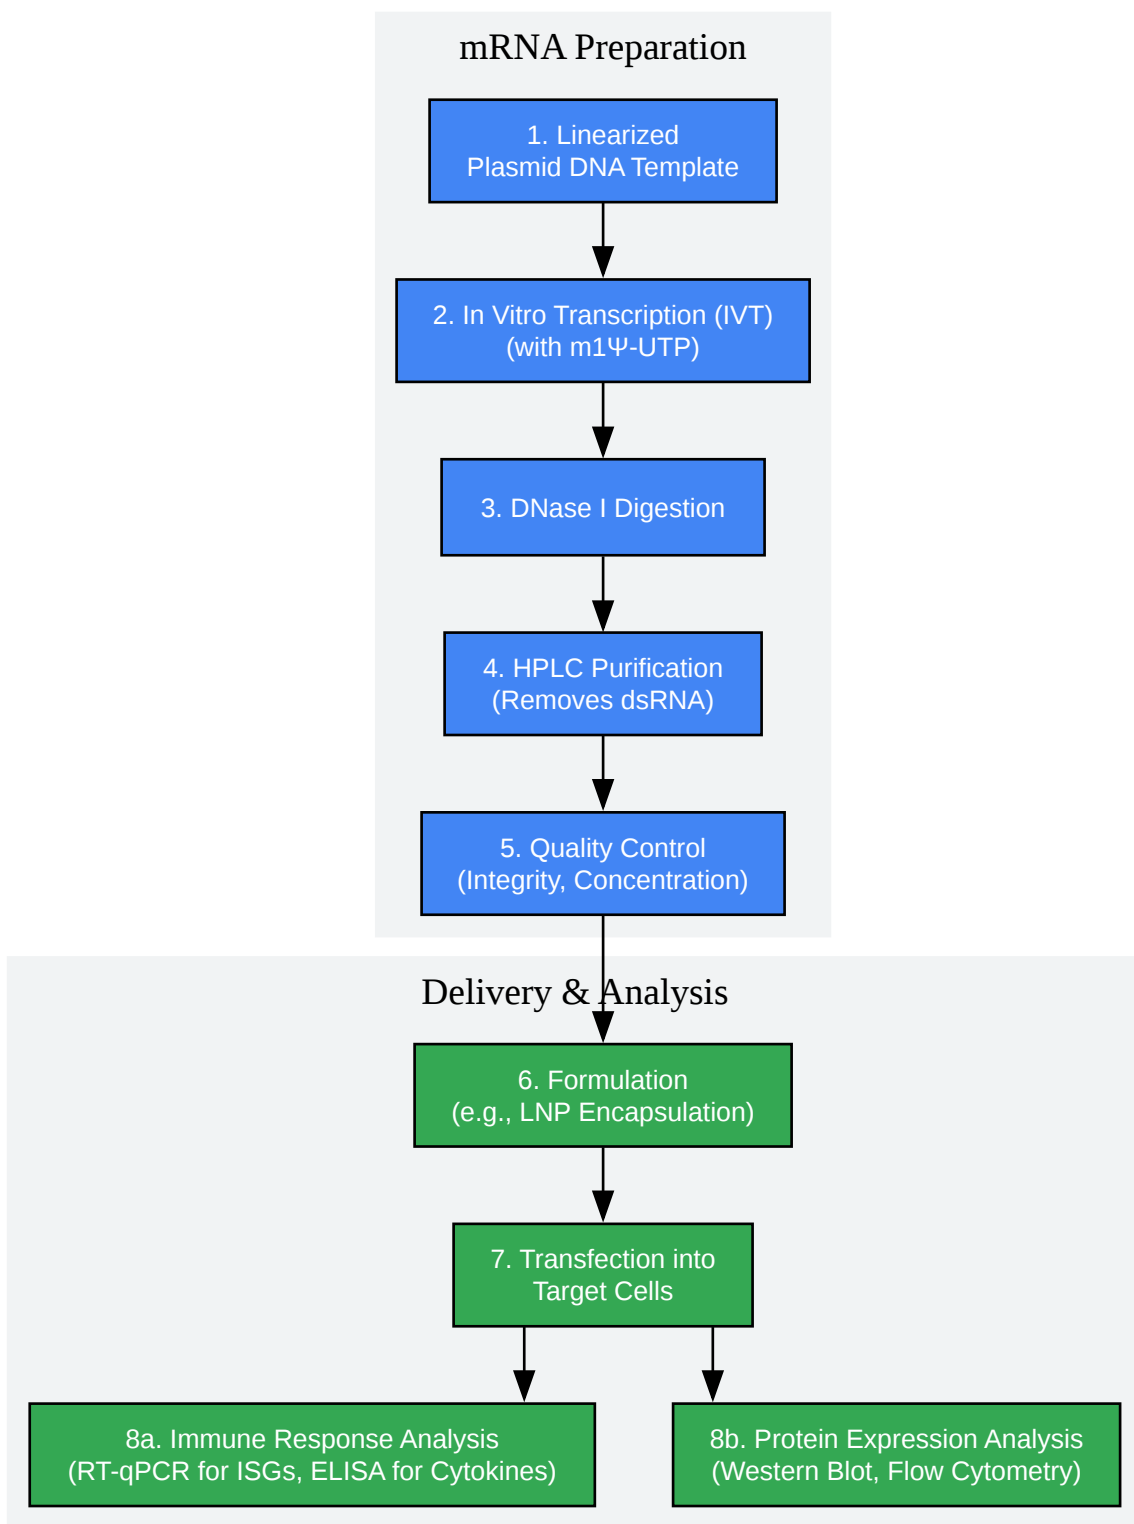 mRNA Preparation
1. Linearized
Plasmid DNA Template
2. In Vitro Transcription (IVT)
(with m1Ψ-UTP)
3. DNase I Digestion
4. HPLC Purification
(Removes dsRNA)
5. Quality Control
(Integrity, Concentration)
Delivery & Analysis
6. Formulation
(e.g., LNP Encapsulation)
7. Transfection into
Target Cells
8a. Immune Response Analysis
(RT-qPCR for ISGs, ELISA for Cytokines)
8b. Protein Expression Analysis
(Western Blot, Flow Cytometry)